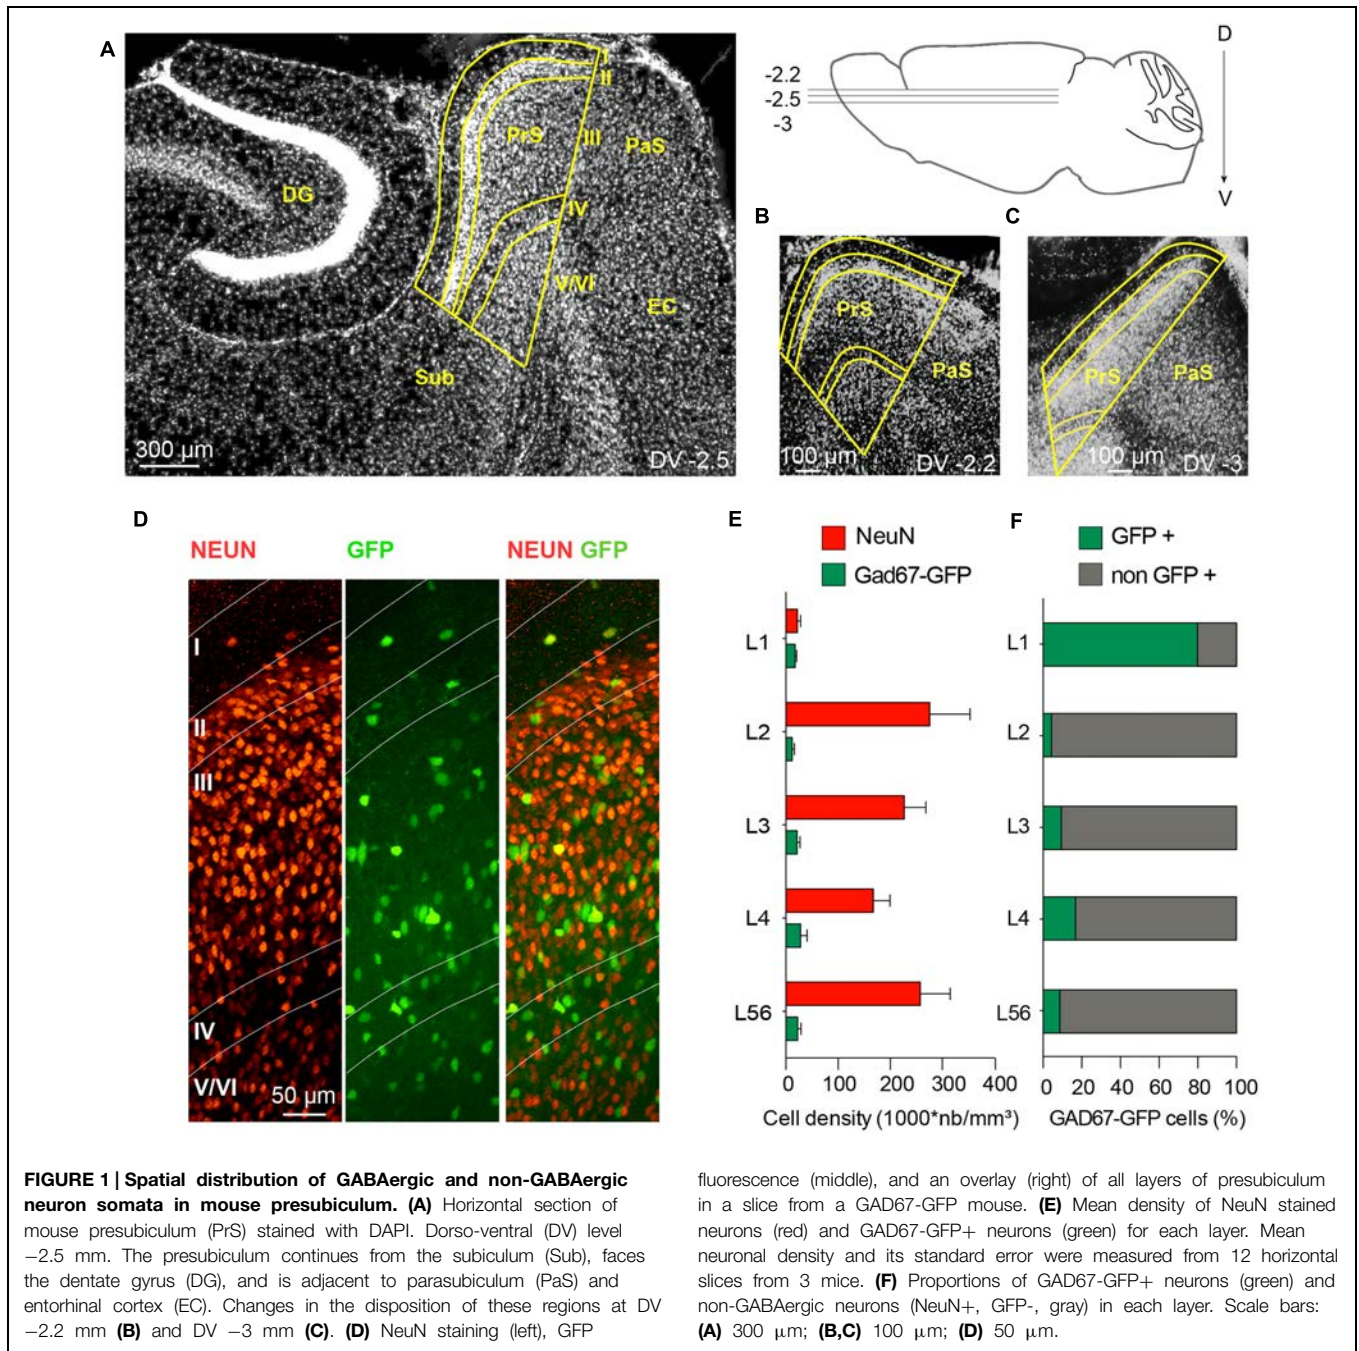 A
I
II
PrS
III
PaS
DG
IV
V/VI
EC
Sub
300 µm
DV -2.5
D
-2.2
-2.5
-3
V
B
PrS
PaS
100 µm
DV -2.2
C
PrS
PaS
100 µm
DV -3
D
NEUN
GFP
NEUN GFP
I
II
III
IV
V/VI
50 µm
E
NeuN
Gad67-GFP
L1
L2
L3
L4
L56
0 100 200 300 400
Cell density (1000*nb/mm³)
F
GFP +
non GFP +
L1
L2
L3
L4
L56
0 20 40 60 80 100
GAD67-GFP cells (%)
FIGURE 1 | Spatial distribution of GABAergic and non-GABAergic
neuron somata in mouse presubiculum. (A) Horizontal section of
mouse presubiculum (PrS) stained with DAPI. Dorso-ventral (DV) level
−2.5 mm. The presubiculum continues from the subiculum (Sub), faces
the dentate gyrus (DG), and is adjacent to parasubiculum (PaS) and
entorhinal cortex (EC). Changes in the disposition of these regions at DV
−2.2 mm (B) and DV −3 mm (C). (D) NeuN staining (left), GFP
fluorescence (middle), and an overlay (right) of all layers of presubiculum
in a slice from a GAD67-GFP mouse. (E) Mean density of NeuN stained
neurons (red) and GAD67-GFP+ neurons (green) for each layer. Mean
neuronal density and its standard error were measured from 12 horizontal
slices from 3 mice. (F) Proportions of GAD67-GFP+ neurons (green) and
non-GABAergic neurons (NeuN+, GFP-, gray) in each layer. Scale bars:
(A) 300 µm; (B,C) 100 µm; (D) 50 µm.